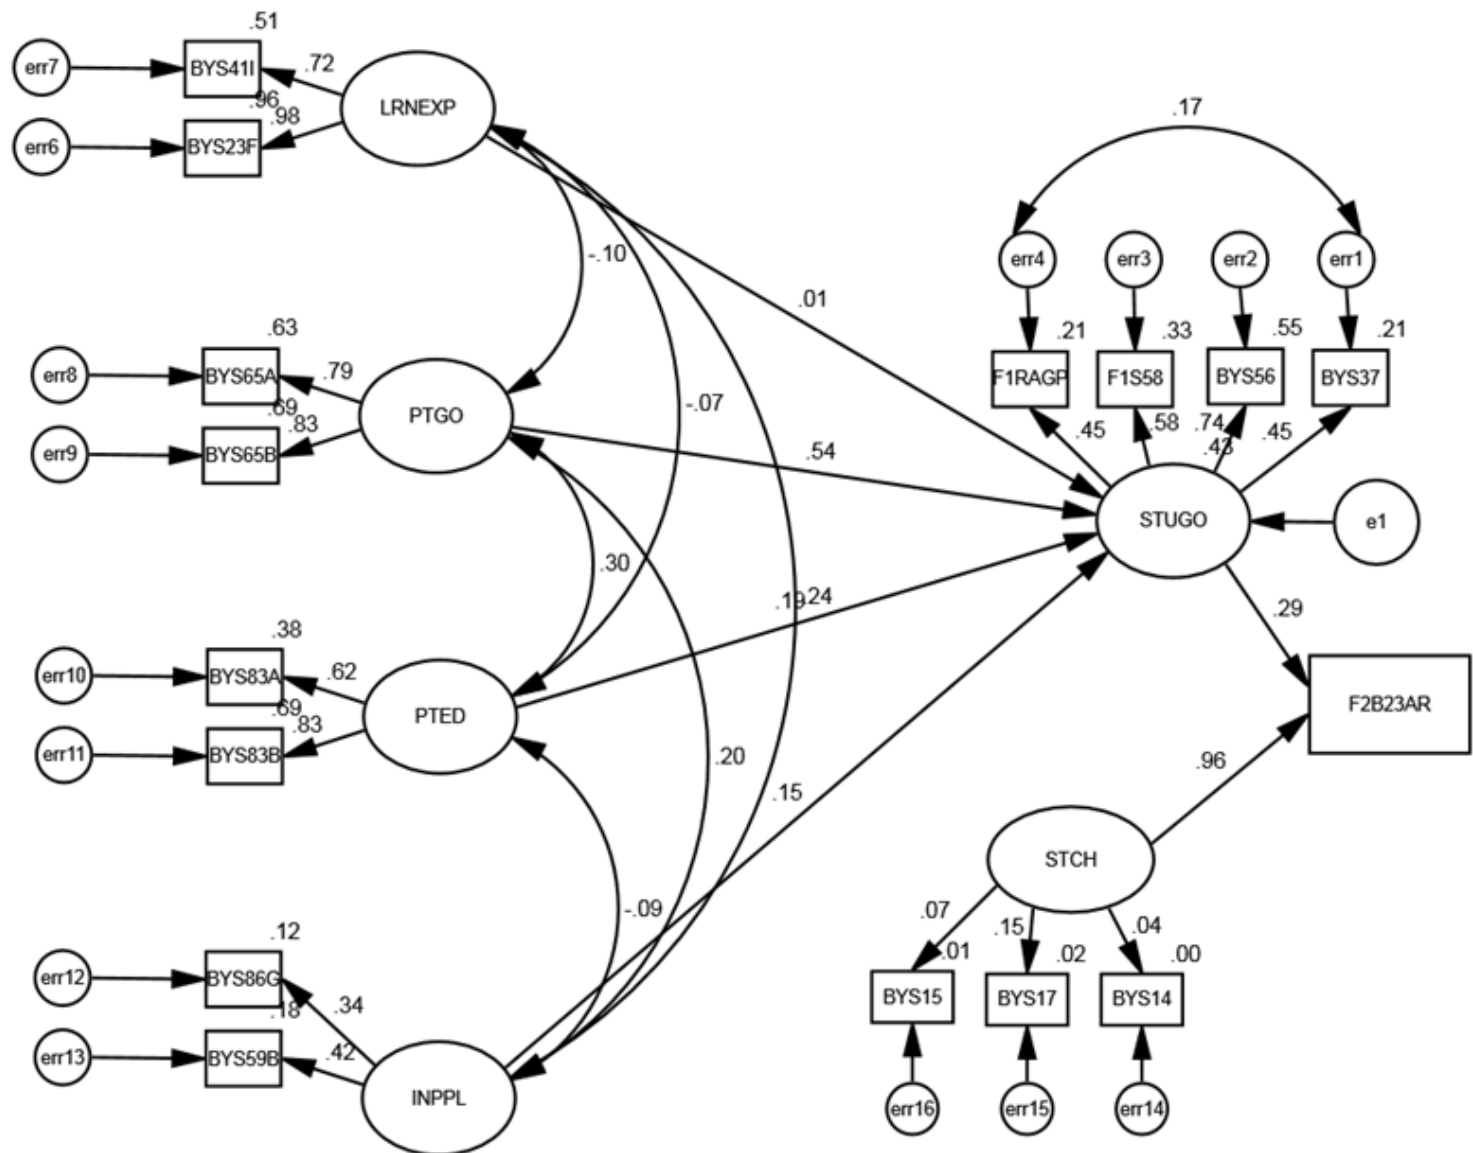 .51
err7
BYS41I
.72
LRNEXP
.96
.98
err6
BYS23F
.17
-.10
err4
err3
err2
err1
.01
.21
.33
.55
.21
.63
err8
BYS65A
.79
PTGO
-.07
F1RAGP
F1S58
BYS56
BYS37
.69
.83
err9
BYS65B
.45
.58
.74
.43
.45
.54
STUGO
e1
.30
.19
.24
.29
.38
err10
BYS83A
.62
PTED
F2B23AR
.69
.83
err11
BYS83B
.20
.96
.15
STCH
-.09
.07
.15
.04
.12
.01
.02
.00
err12
BYS86G
.34
BYS15
BYS17
BYS14
.18
.42
err13
BYS59B
INPPL
err16
err15
err14